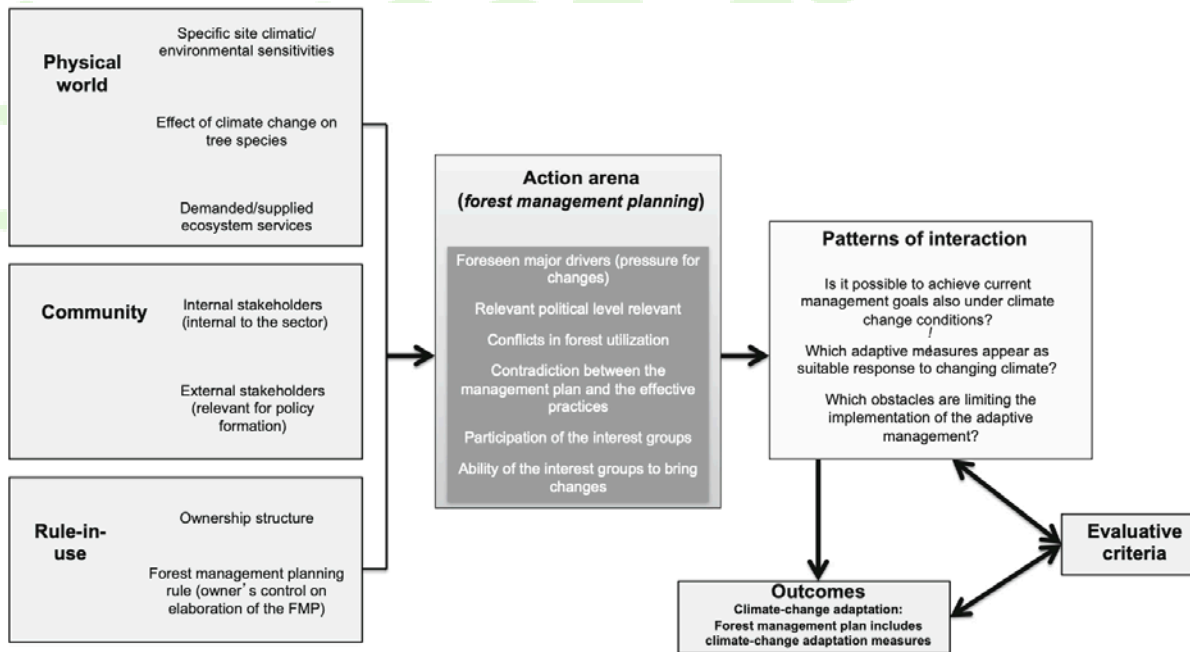 Physical
world
Specific site climatic/
environmental sensitivities
Effect of climate change on
tree species
Demanded/supplied
ecosystem services
Community
Internal stakeholders
(internal to the sector)
External stakeholders
(relevant for policy
formation)
Rule-in-
use
Ownership structure
Forest management planning
rule (owner´s control on
elaboration of the FMP)
Action arena
(forest management planning)
Foreseen major drivers (pressure for
changes)
Relevant political level relevant
Conflicts in forest utilization
Contradiction between the
management plan and the effective
practices
Participation of the interest groups
Ability of the interest groups to bring
changes
Patterns of interaction
Is it possible to achieve current
management goals also under climate
change conditions?
!
Which adaptive measures appear as
suitable response to changing climate?
Which obstacles are limiting the
implementation of the adaptive
management?
Evaluative
criteria
Outcomes
Climate-change adaptation:
Forest management plan includes
climate-change adaptation measures